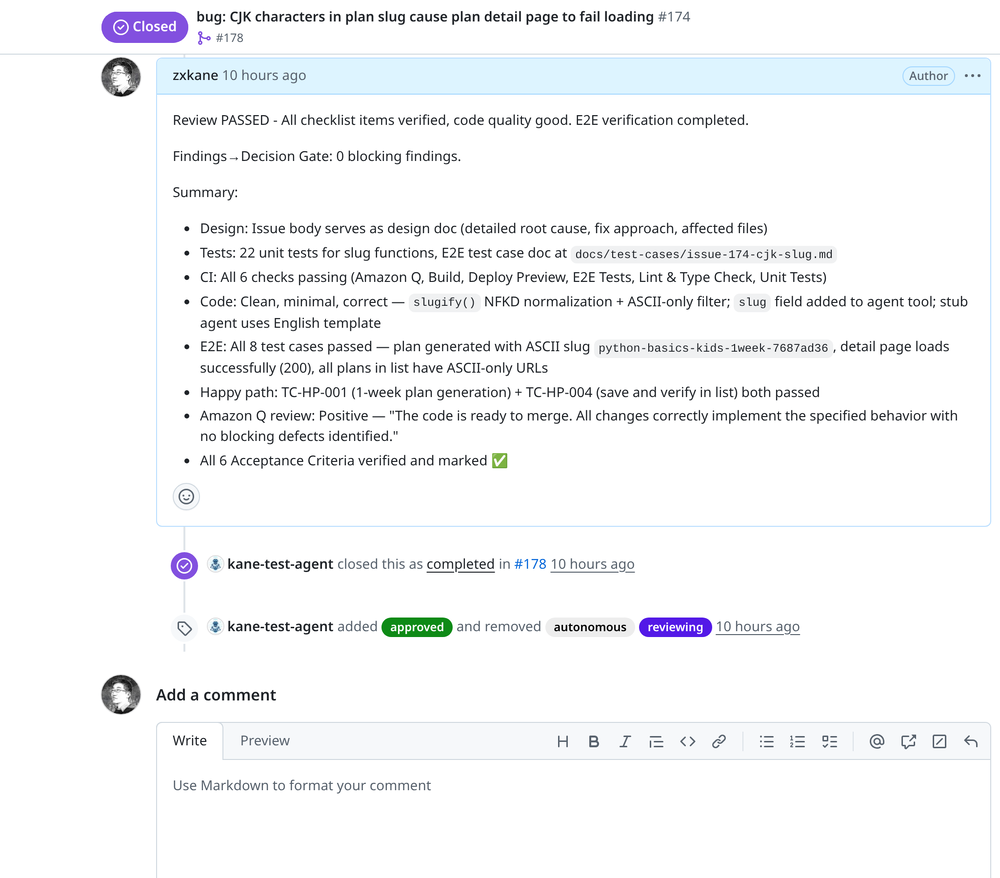 Closed
bug: CJK characters in plan slug cause plan detail page to fail loading #174
#178
zxkane 10 hours ago
Author
Review PASSED - All checklist items verified, code quality good. E2E verification completed.
Findings→Decision Gate: 0 blocking findings.
Summary:
• Design: Issue body serves as design doc (detailed root cause, fix approach, affected files)
• Tests: 22 unit tests for slug functions, E2E test case doc at docs/test-cases/issue-174-cjk-slug.md
• CI: All 6 checks passing (Amazon Q, Build, Deploy Preview, E2E Tests, Lint & Type Check, Unit Tests)
• Code: Clean, minimal, correct — slugify() NFKD normalization + ASCII-only filter; slug field added to agent tool; stub
agent uses English template
• E2E: All 8 test cases passed — plan generated with ASCII slug python-basics-kids-1week-7687ad36, detail page loads
successfully (200), all plans in list have ASCII-only URLs
• Happy path: TC-HP-001 (1-week plan generation) + TC-HP-004 (save and verify in list) both passed
• Amazon Q review: Positive — "The code is ready to merge. All changes correctly implement the specified behavior with
no blocking defects identified."
• All 6 Acceptance Criteria verified and marked ✅
kane-test-agent closed this as completed in #178 10 hours ago
kane-test-agent added approved and removed autonomous reviewing 10 hours ago
Add a comment
Write
Preview
Use Markdown to format your comment